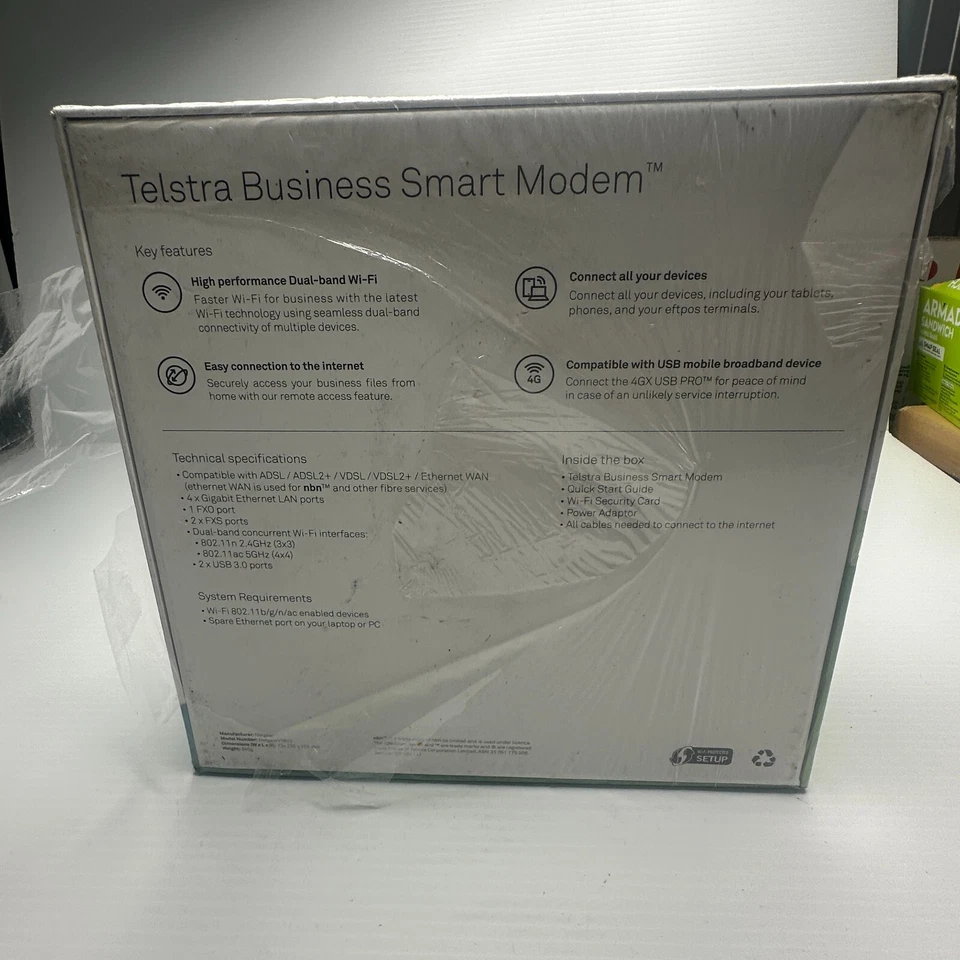 Telstra Business Smart Modem™
Key features
High performance Dual-band Wi-Fi
Faster Wi-Fi for business with the latest
Wi-Fi technology using seamless dual-band
connectivity of multiple devices.
Connect all your devices
Connect all your devices, including your tablets,
phones, and your eftpos terminals.
Easy connection to the internet
Securely access your business files from
home with our remote access feature.
4G
Compatible with USB mobile broadband device
Connect the 4GX USB PRO™ for peace of mind
in case of an unlikely service interruption.
Technical specifications
• Compatible with ADSL / ADSL2+ / VDSL / VDSL2+ / Ethernet WAN
(ethernet WAN is used for nbn™ and other fibre services)
• 4 x Gigabit Ethernet LAN ports
• 1 FXO port
• 2 x FXS ports
• Dual-band concurrent Wi-Fi interfaces:
• 802.11n 2.4GHz (3x3)
• 802.11ac 5GHz (4x4)
• 2 x USB 3.0 ports
Inside the box
• Telstra Business Smart Modem
• Quick Start Guide
• Wi-Fi Security Card
• Power Adaptor
• All cables needed to connect to the internet
System Requirements
• Wi-Fi 802.11b/g/n/ac enabled devices
• Spare Ethernet port on your laptop or PC
Manufacturer:
Model Number:
Dimensions
Weight:
SETUP
ARMAD
SANDWICH